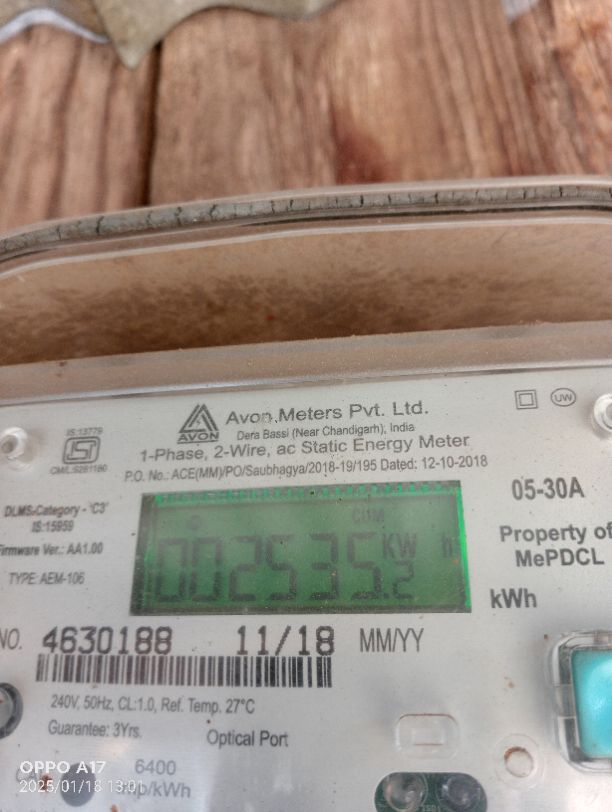 Avon Meters Pvt. Ltd.
AVON
Dera Bassi (Near Chandigarh), India
UW
IS:13779
1-Phase, 2-Wire, ac Static Energy Meter
P.O. No.: ACE(MM)/PO/Saubhagya/2018-19/195 Dated: 12-10-2018
DLMS-Category - 'C3'
IS:15959
Firmware Ver.: AA1.00
TYPE: AEM-106
CUM
002535.2 KW h
05-30A
Property of
MePDCL
kWh
NO. 4630188 11/18 MM/YY
240V, 50Hz, CL:1.0, Ref. Temp. 27°C
Guarantee: 3Yrs.
Optical Port
6400
/kWh
OPPO A17
2025/01/18 13:01